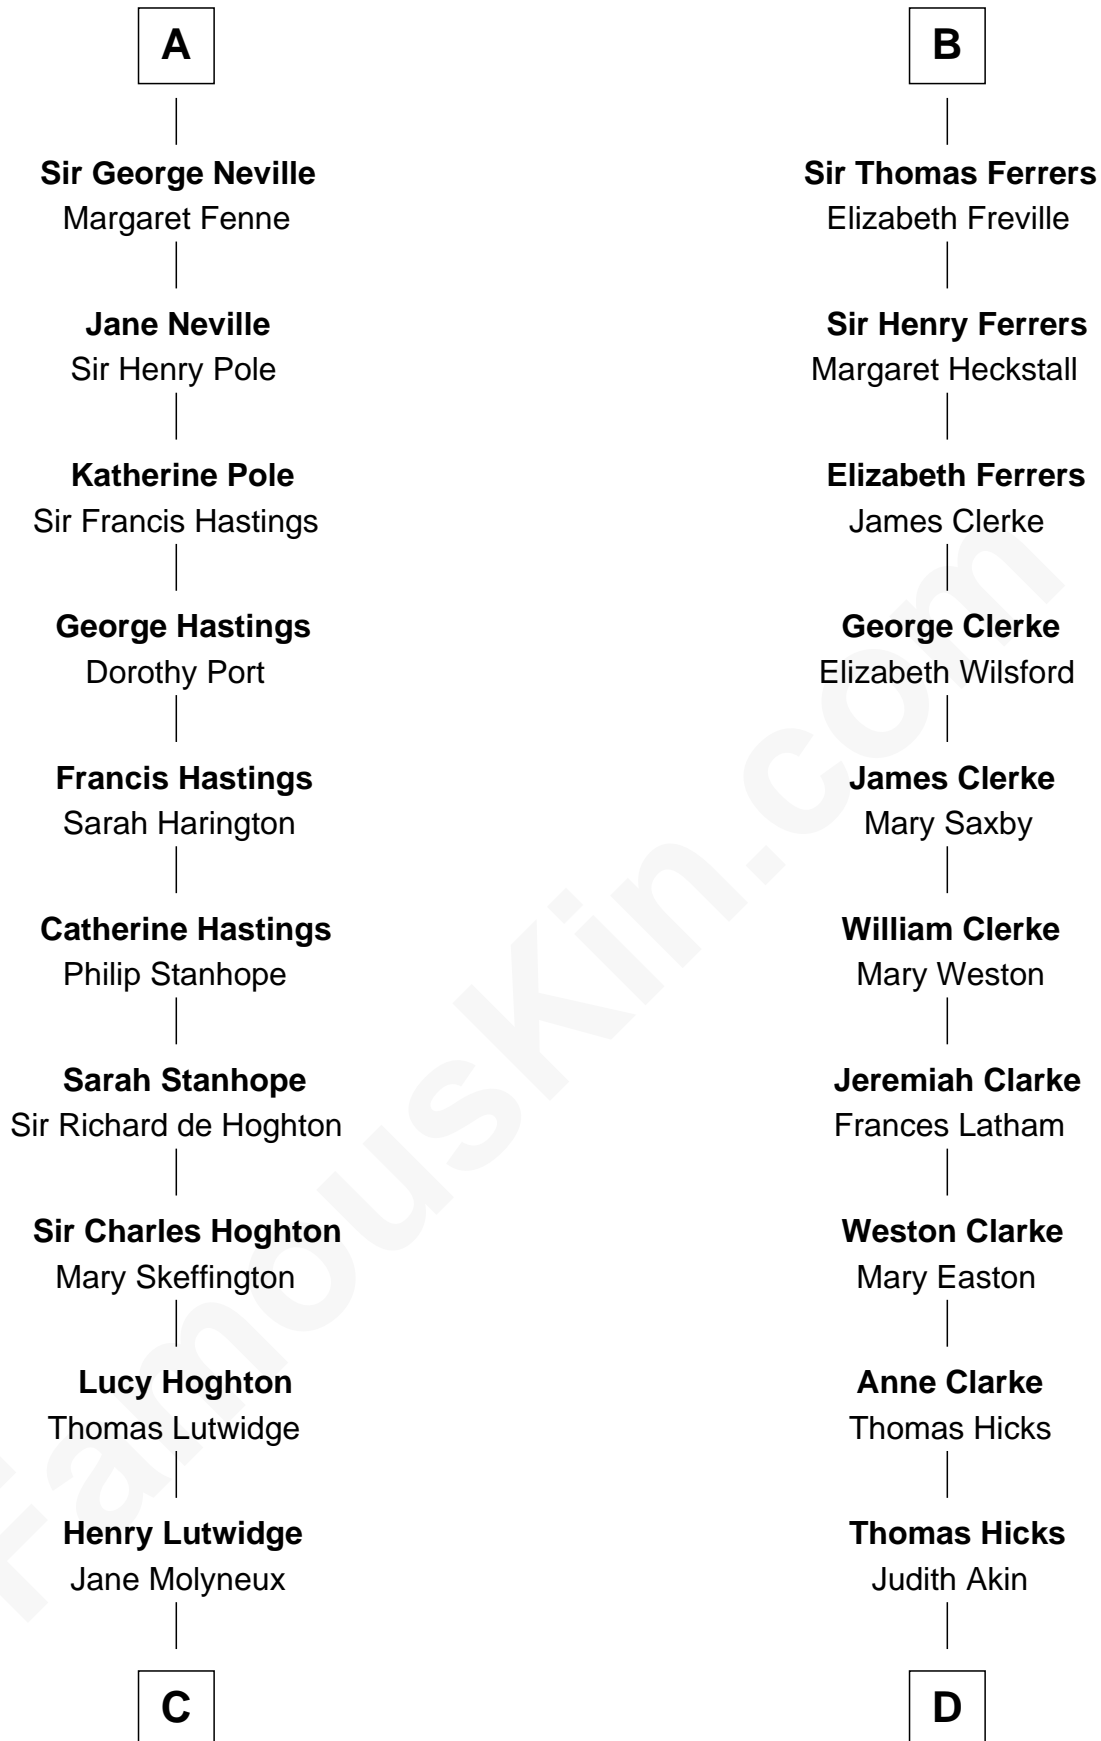 A
Sir George Neville
Margaret Fenne
Jane Neville
Sir Henry Pole
Katherine Pole
Sir Francis Hastings
George Hastings
Dorothy Port
Francis Hastings
Sarah Harington
Catherine Hastings
Philip Stanhope
Sarah Stanhope
Sir Richard de Hoghton
Sir Charles Hoghton
Mary Skeffington
Lucy Hoghton
Thomas Lutwidge
Henry Lutwidge
Jane Molyneux
C
B
Sir Thomas Ferrers
Elizabeth Freville
Sir Henry Ferrers
Margaret Heckstall
Elizabeth Ferrers
James Clerke
George Clerke
Elizabeth Wilsford
James Clerke
Mary Saxby
William Clerke
Mary Weston
Jeremiah Clarke
Frances Latham
Weston Clarke
Mary Easton
Anne Clarke
Thomas Hicks
Thomas Hicks
Judith Akin
D
FamousKin.com